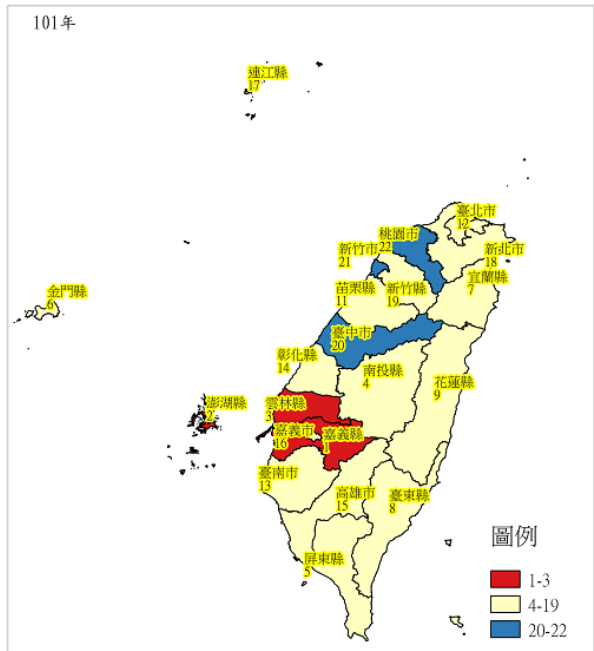 101年
連江縣
17
臺北市
12
桃園市
22
新竹市
21
新北市
18
宜蘭縣
7
金門縣
6
苗栗縣
11
新竹縣
19
臺中市
20
彰化縣
14
南投縣
4
花蓮縣
9
澎湖縣
2
雲林縣
3
嘉義市
16
嘉義縣
1
臺南市
13
高雄市
15
臺東縣
8
屏東縣
5
圖例
1-3
4-19
20-22